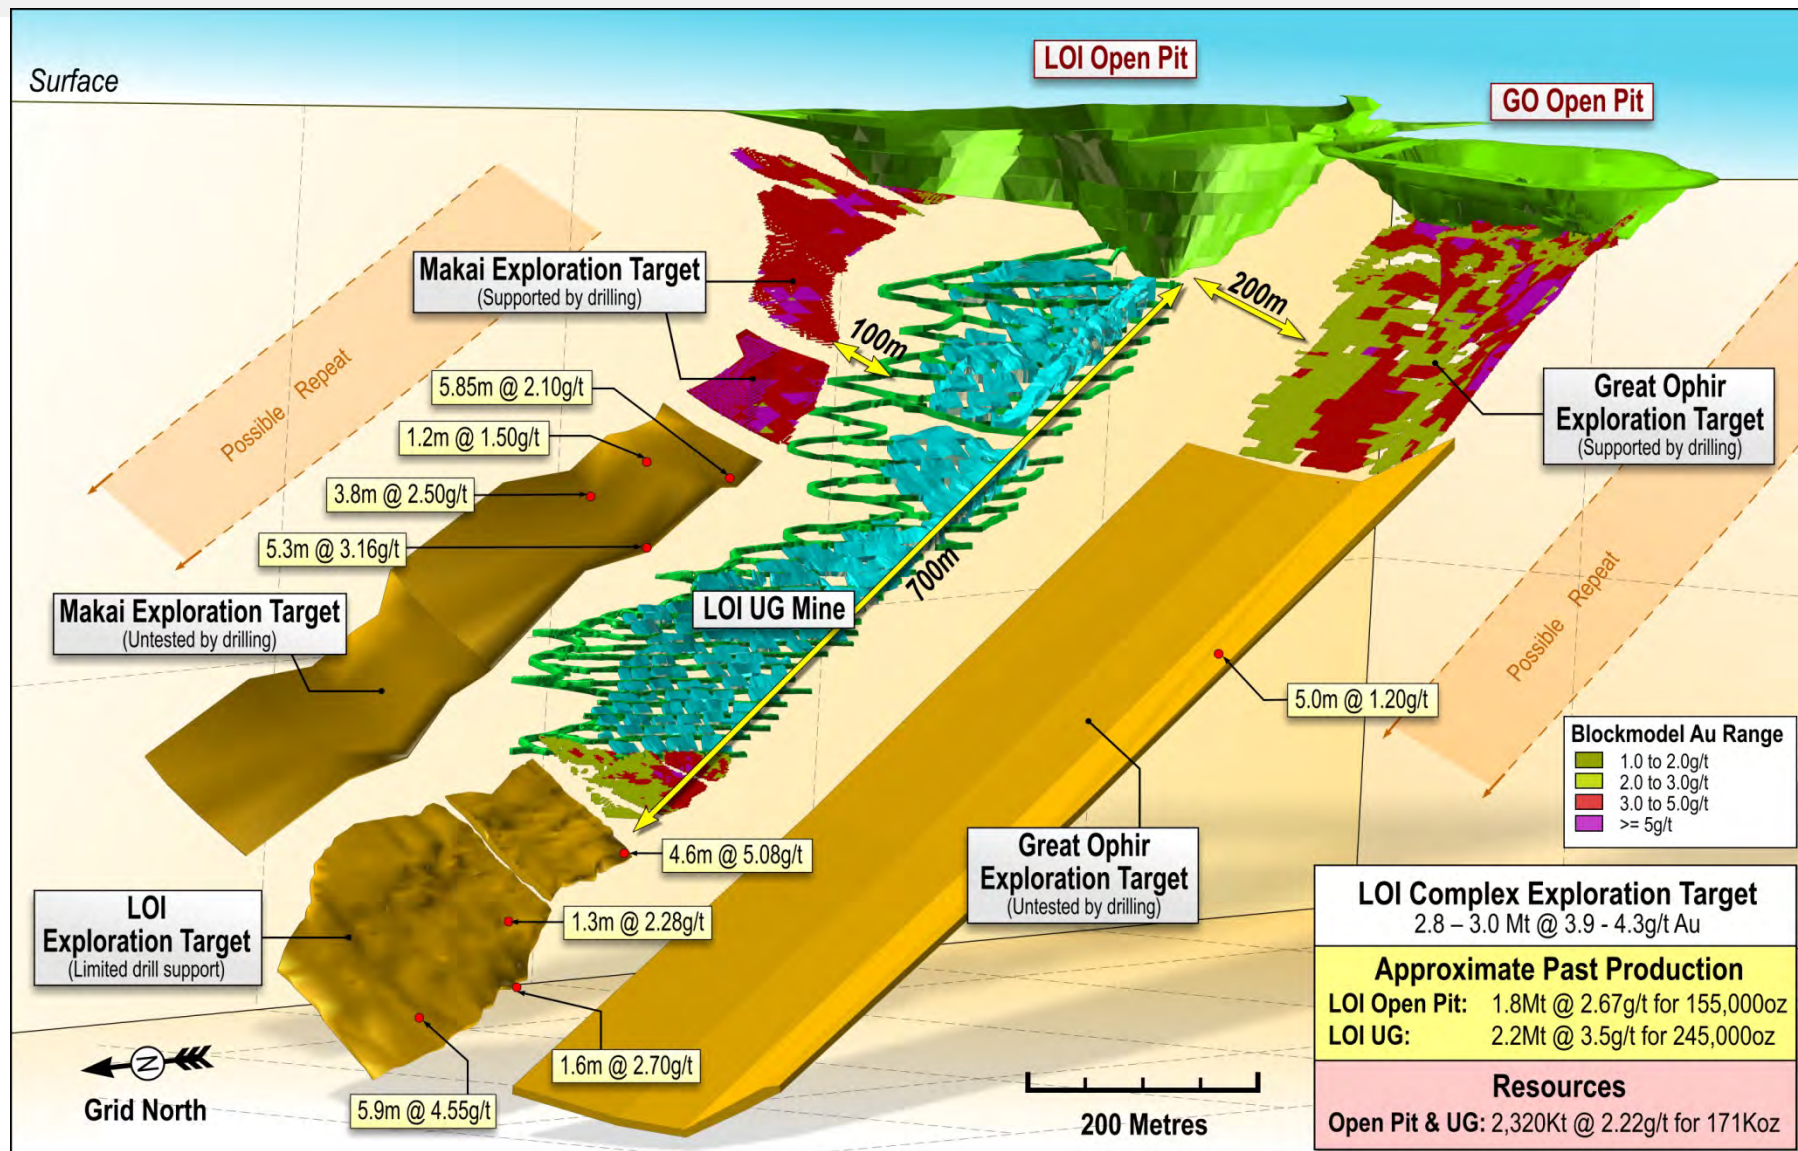 Surface
LOI Open Pit
GO Open Pit
Makai Exploration Target
(Supported by drilling)
Possible Repeat
100m
200m
5.85m @ 2.10g/t
1.2m @ 1.50g/t
3.8m @ 2.50g/t
5.3m @ 3.16g/t
Great Ophir
Exploration Target
(Supported by drilling)
Makai Exploration Target
(Untested by drilling)
LOI UG Mine
700m
Possible Repeat
5.0m @ 1.20g/t
Blockmodel Au Range
1.0 to 2.0g/t
2.0 to 3.0g/t
3.0 to 5.0g/t
>= 5g/t
4.6m @ 5.08g/t
1.3m @ 2.28g/t
LOI
Exploration Target
(Limited drill support)
Great Ophir
Exploration Target
(Untested by drilling)
1.6m @ 2.70g/t
5.9m @ 4.55g/t
N
Grid North
200 Metres
LOI Complex Exploration Target
2.8 – 3.0 Mt @ 3.9 - 4.3g/t Au
Approximate Past Production
LOI Open Pit: 1.8Mt @ 2.67g/t for 155,000oz
LOI UG: 2.2Mt @ 3.5g/t for 245,000oz
Resources
Open Pit & UG: 2,320Kt @ 2.22g/t for 171Koz